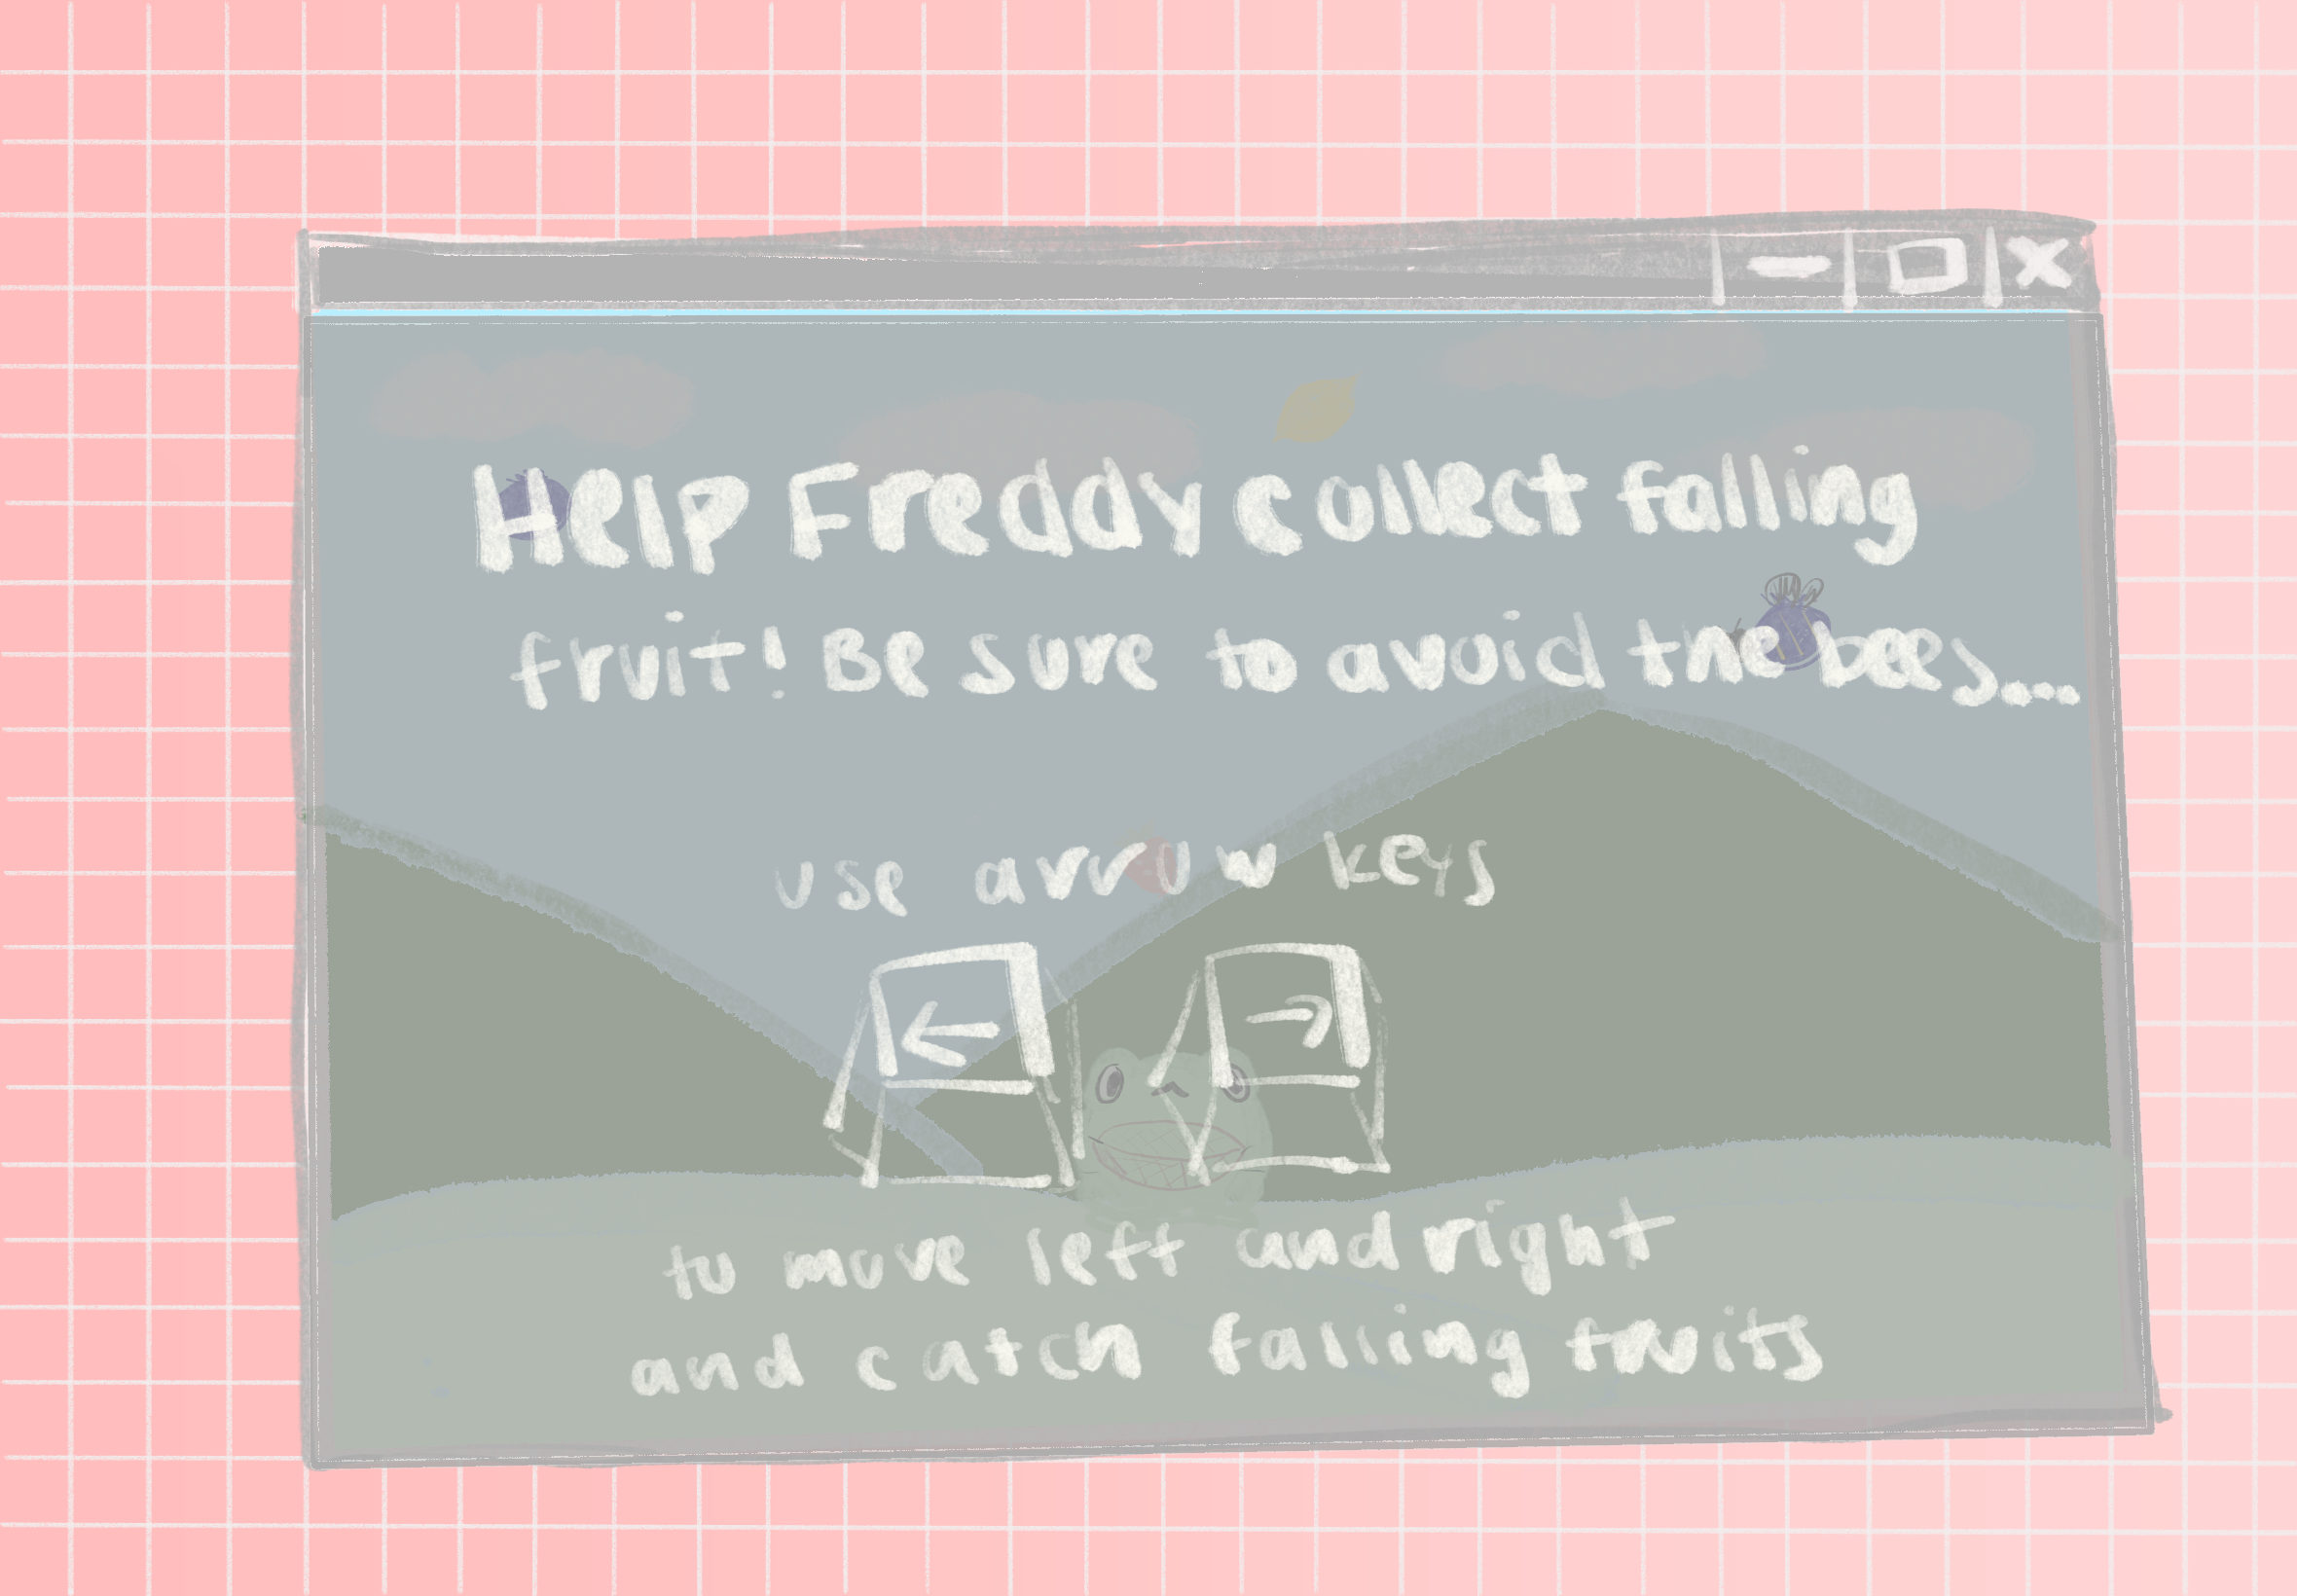 Help Freddy collect falling
fruit! Be sure to avoid the bees...
use arrow keys
← →
to move left and right
and catch falling fruits